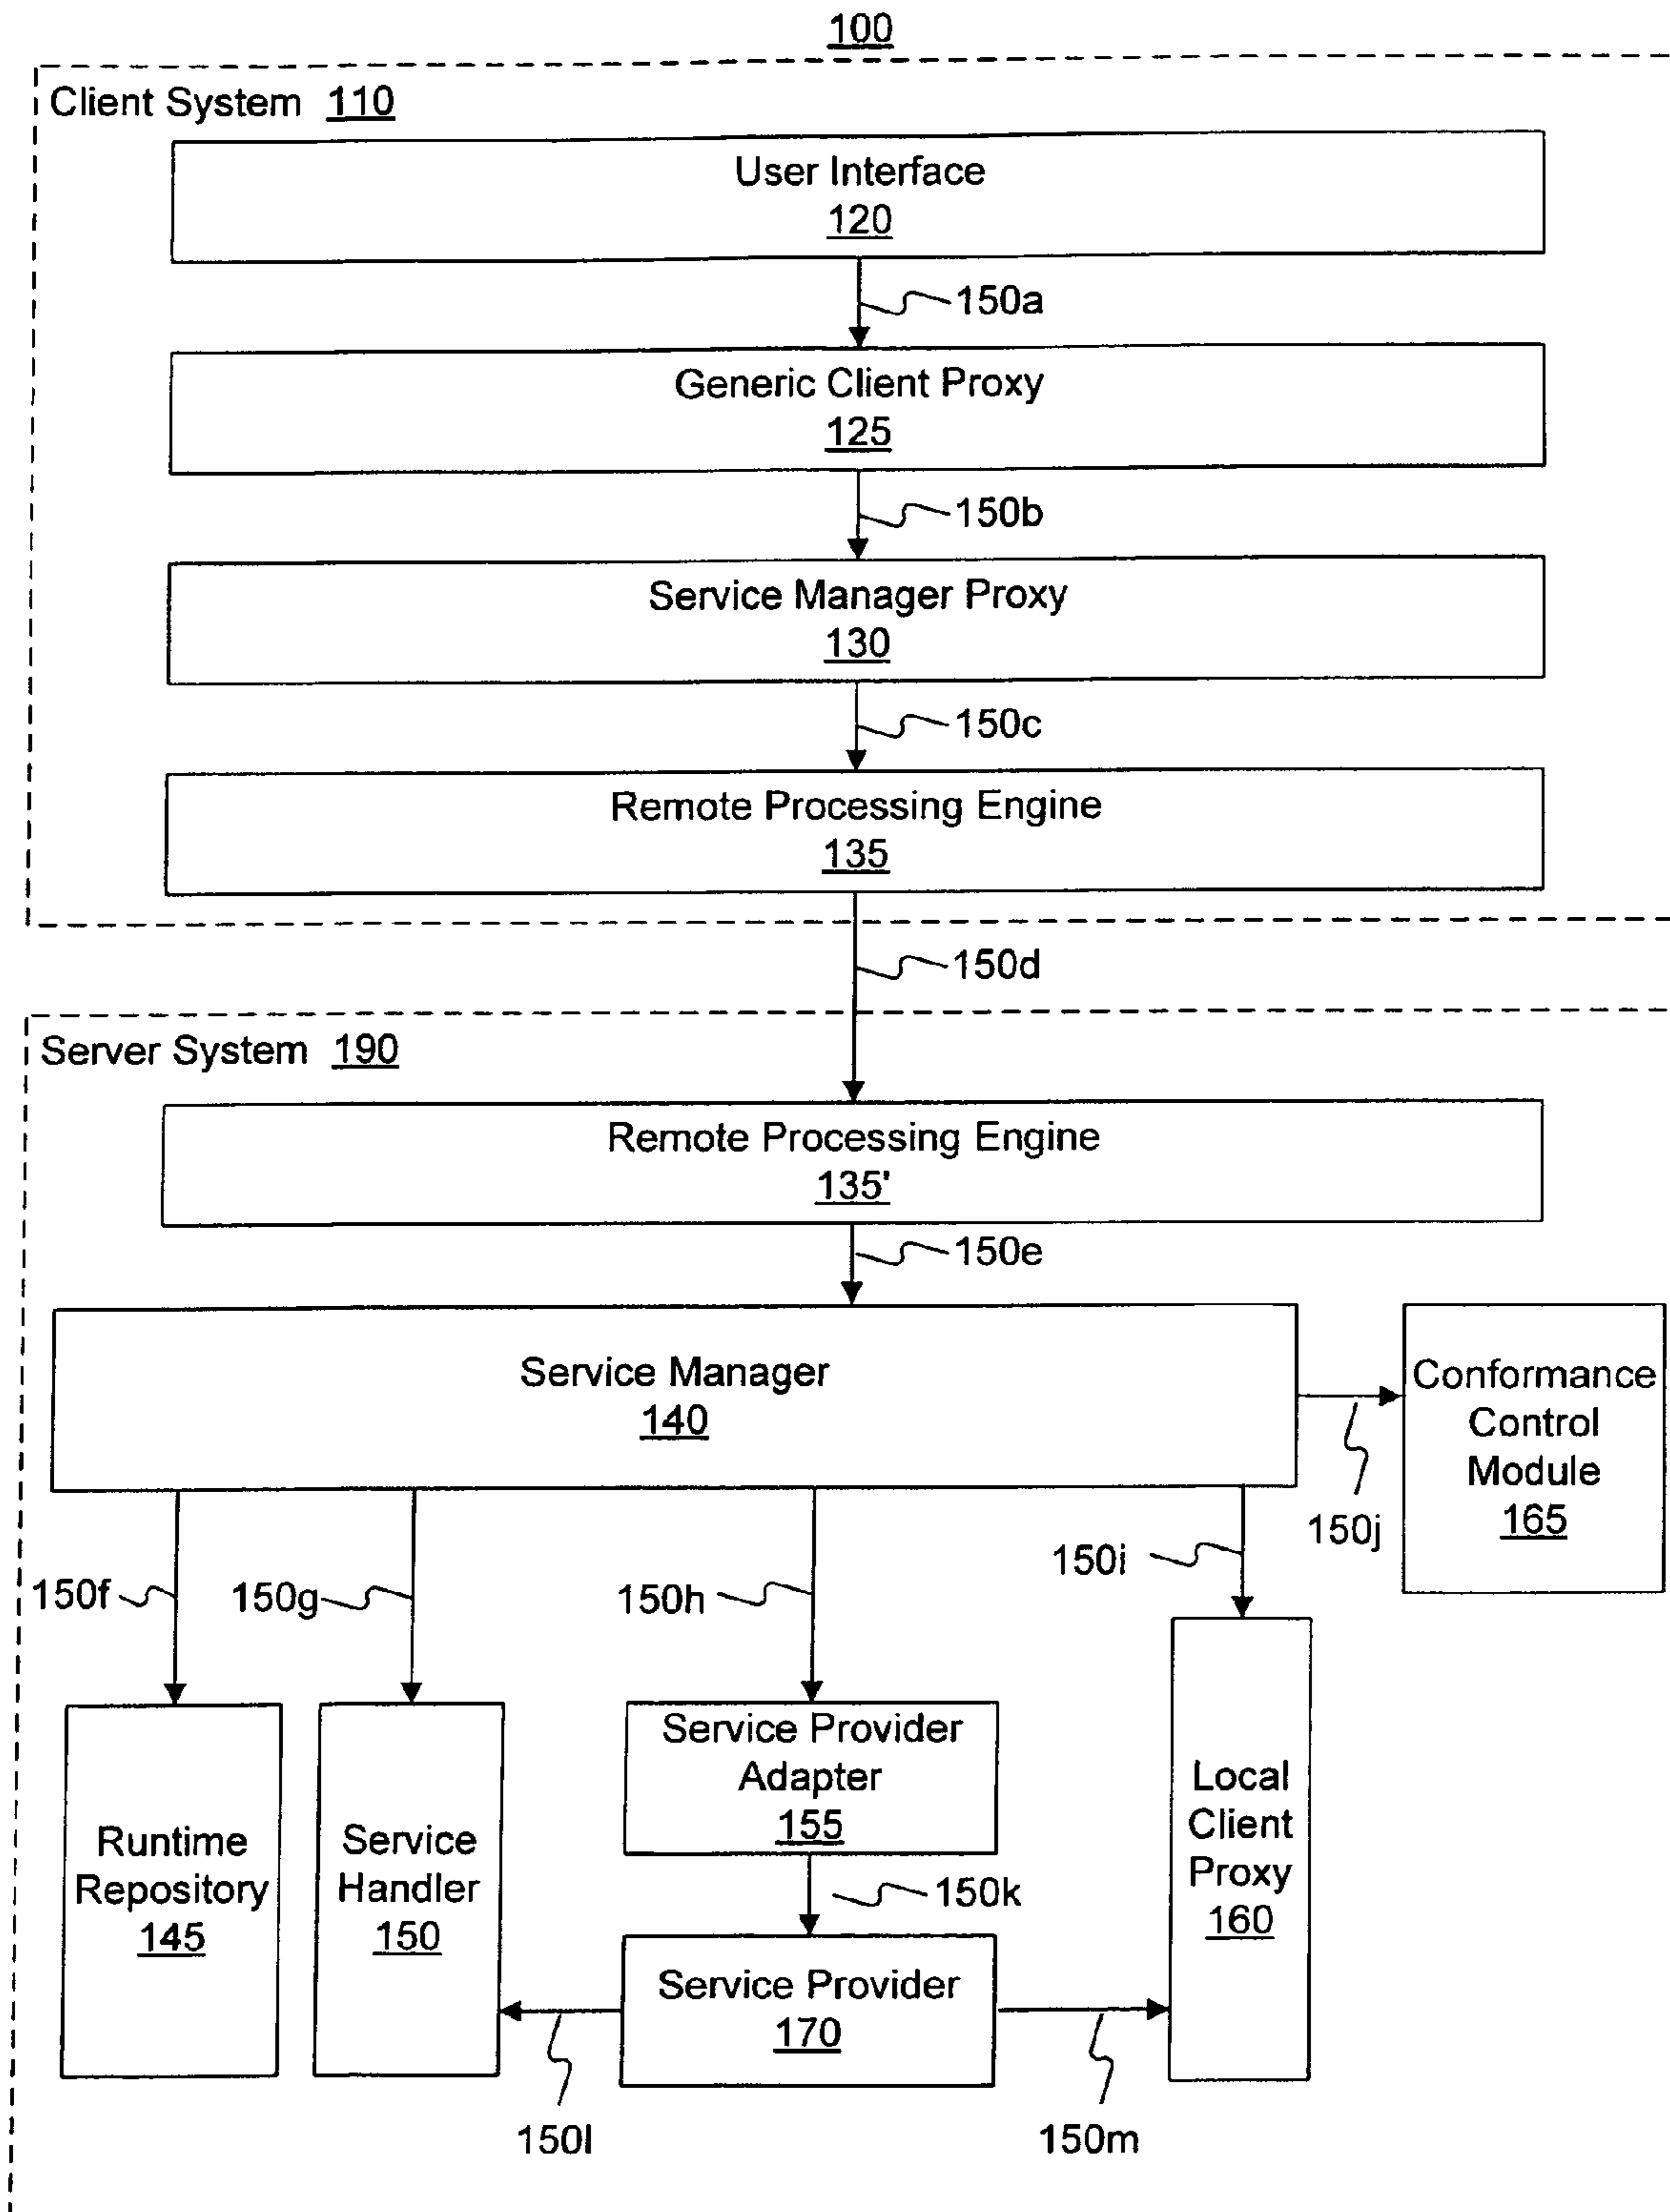 100
Client System 110
User Interface
120
150a
Generic Client Proxy
125
150b
Service Manager Proxy
130
150c
Remote Processing Engine
135
150d
Server System 190
Remote Processing Engine
135'
150e
Service Manager
140
Conformance
Control
Module
165
150j
150f
150g
150h
150i
Runtime
Repository
145
Service
Handler
150
Service Provider
Adapter
155
150k
Service Provider
170
Local
Client
Proxy
160
150l
150m